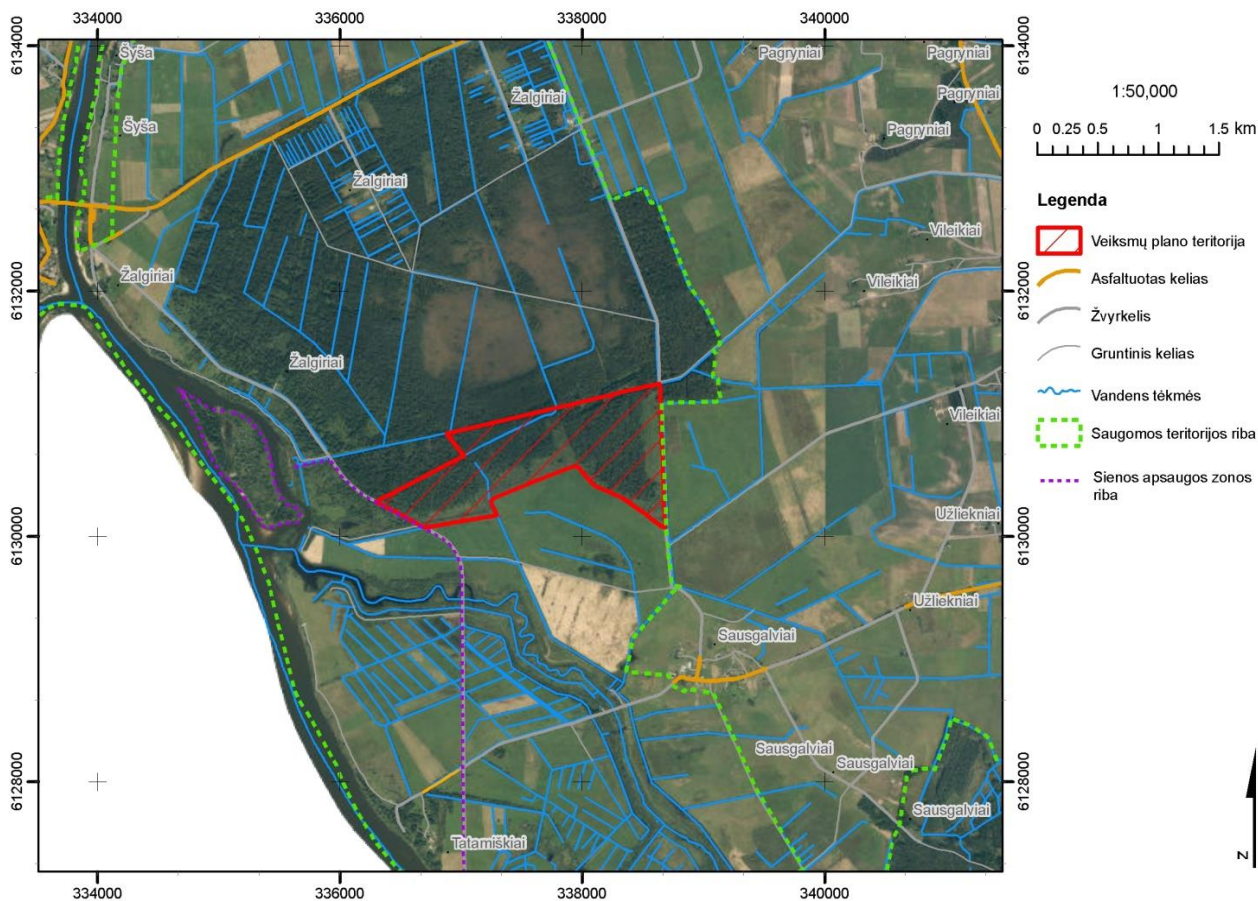 334000
336000
338000
340000
6134000
6134000
Šyša
Pagryniai
Pagryniai
Žalgiriai
Pagryniai
Šyša
Pagryniai
Žalgiriai
Vileikiai
Žalgiriai
Vileikiai
6132000
6132000
Žalgiriai
Vileikiai
Užliekniai
6130000
6130000
Užliekniai
Sausgalviai
Sausgalviai
Sausgalviai
6128000
6128000
Sausgalviai
Tatamiškiai
334000
336000
338000
340000
1:50,000
0 0.25 0.5 1 1.5 km
Legenda
Veiksmų plano teritorija
Asfaltuotas kelias
Žvyrkelis
Gruntinis kelias
Vandens tėkmės
Saugomos teritorijos riba
Sienos apsaugos zonos
riba
Z